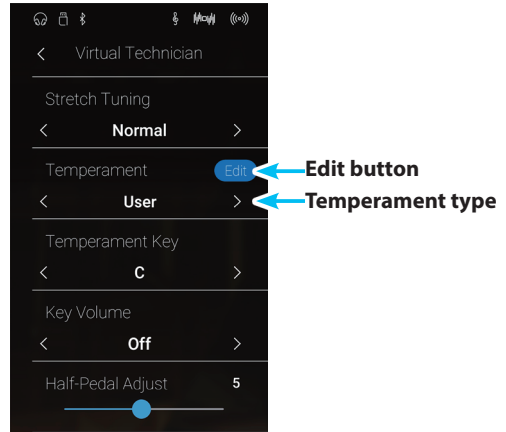 Virtual Technician
Stretch Tuning
Normal
Temperament Edit
User
Temperament Key
C
Key Volume
Off
Half-Pedal Adjust 5
Edit button
Temperament type